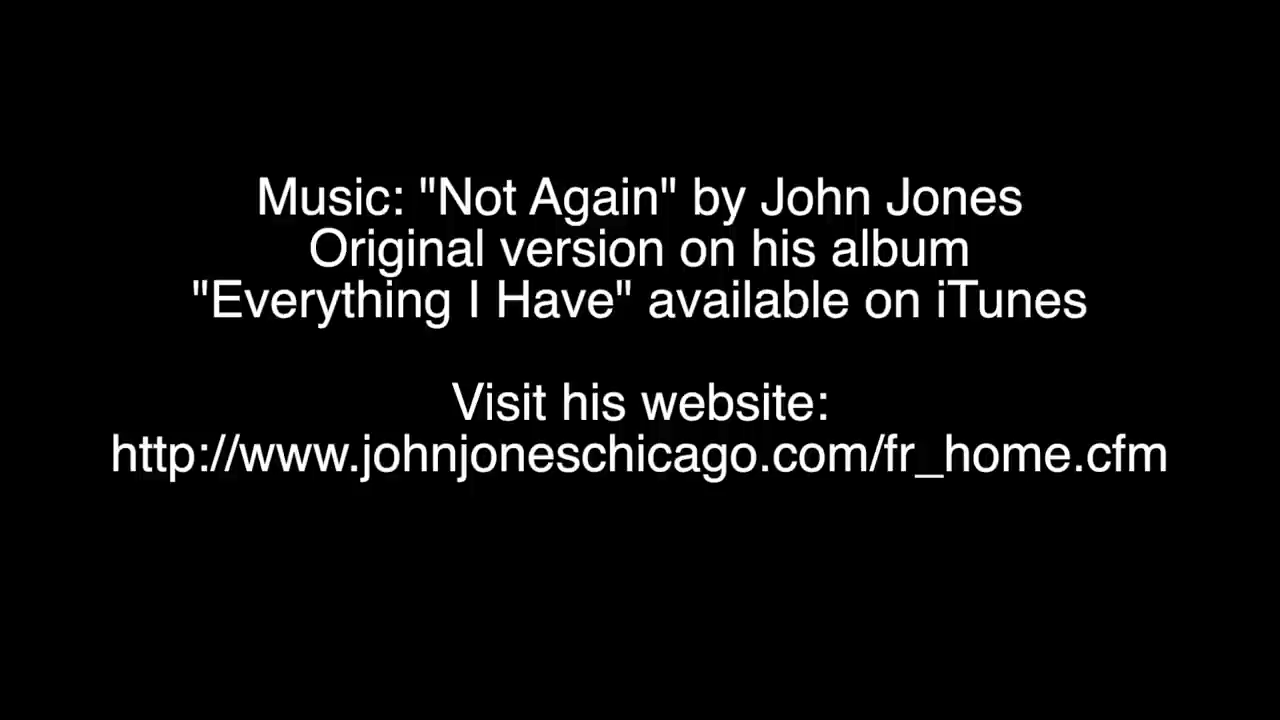 Music: "Not Again" by John Jones
Original version on his album
"Everything I Have" available on iTunes
Visit his website:
http://www.johnjoneschicago.com/fr_home.cfm